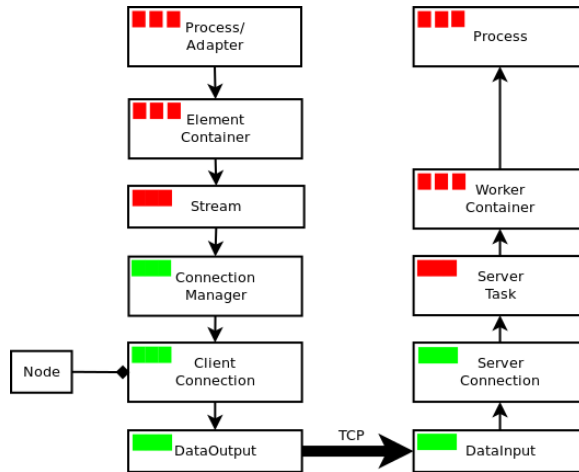 Process/
Adapter
Process
Element
Container
Stream
Worker
Container
Connection
Manager
Server
Task
Node
Client
Connection
Server
Connection
DataOutput
TCP
DataInput